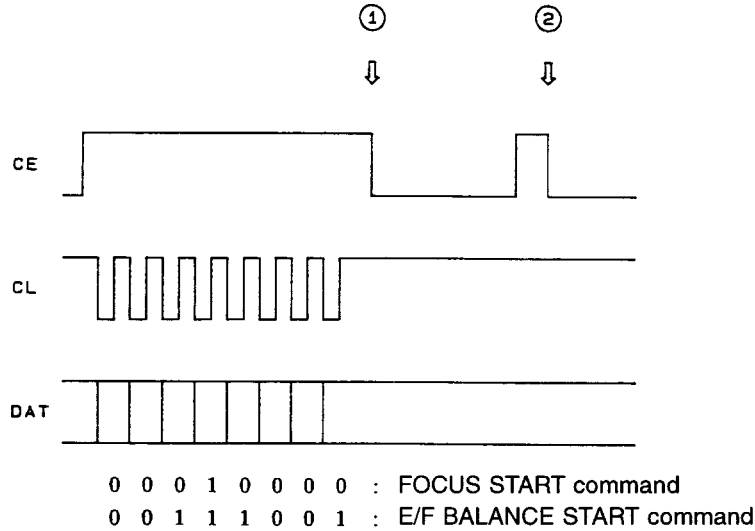 ① ②
CE
CL
DAT
0 0 0 1 0 0 0 0 : FOCUS START command
0 0 1 1 1 0 0 1 : E/F BALANCE START command